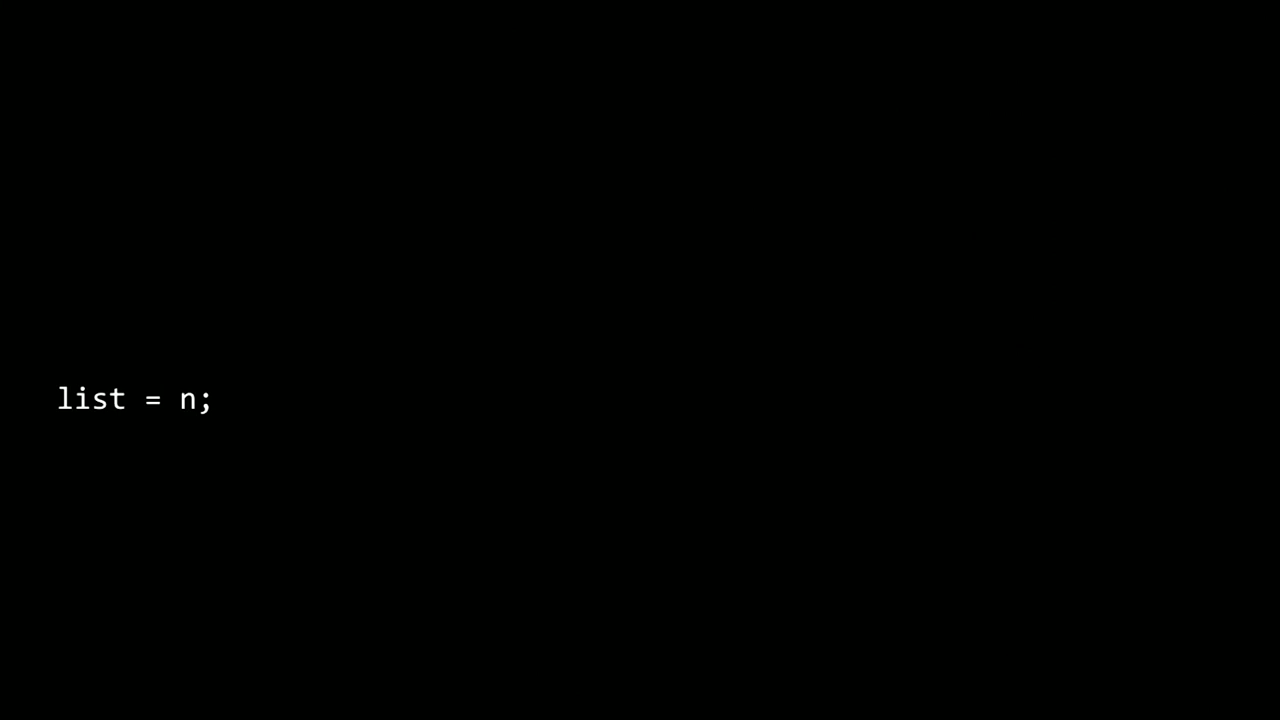 list = n;